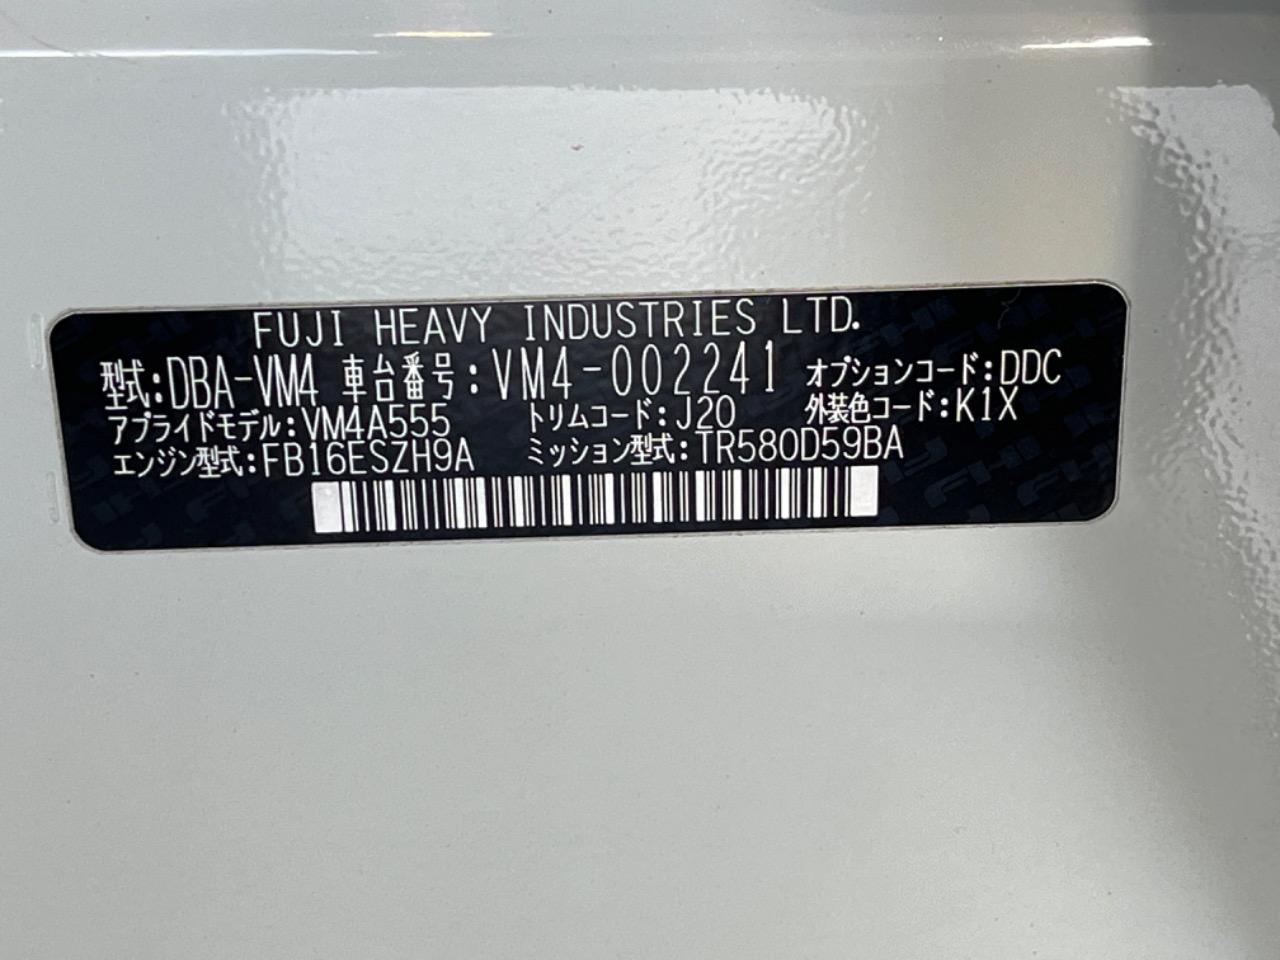 FUJI HEAVY INDUSTRIES LTD.
型式:DBA-VM4 車台番号:VM4-002241 オプションコード:DDC
アプライドモデル:VM4A555 トリムコード:J20 外装色コード:K1X
エンジン型式:FB16ESZH9A ミッション型式:TR580D59BA